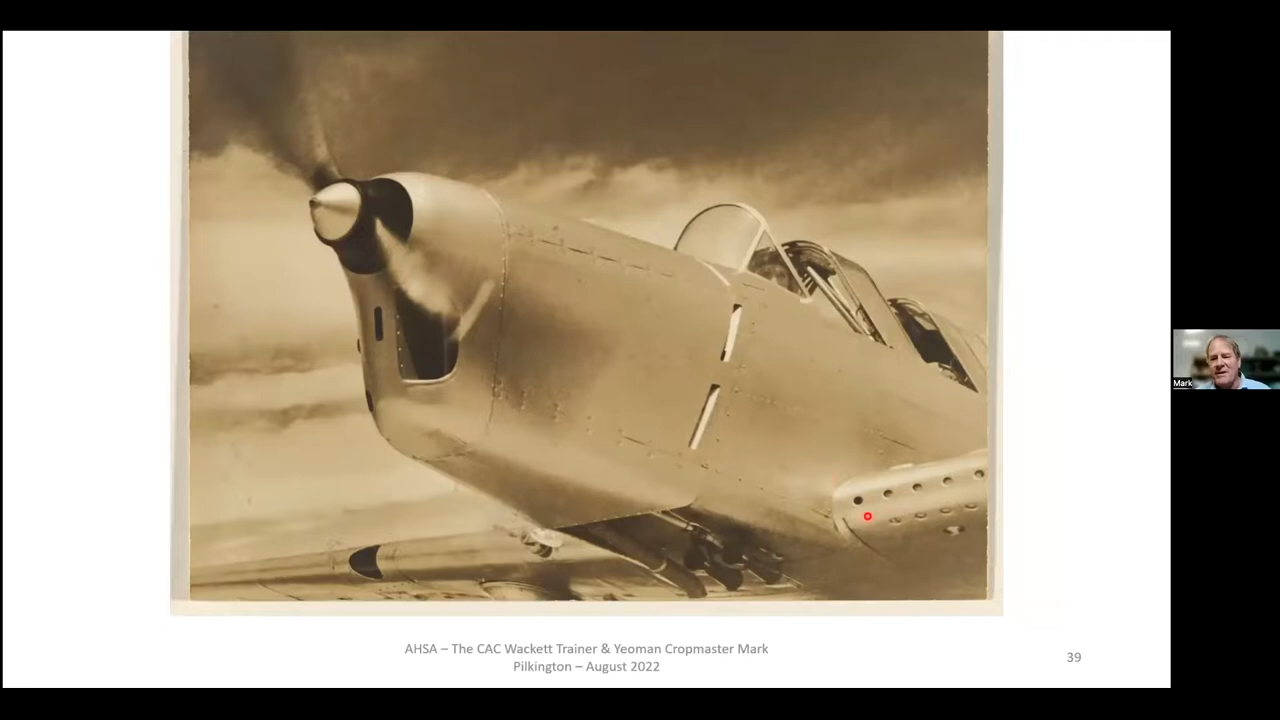 Mark
AHSA – The CAC Wackett Trainer & Yeoman Cropmaster Mark
Pilkington – August 2022
39